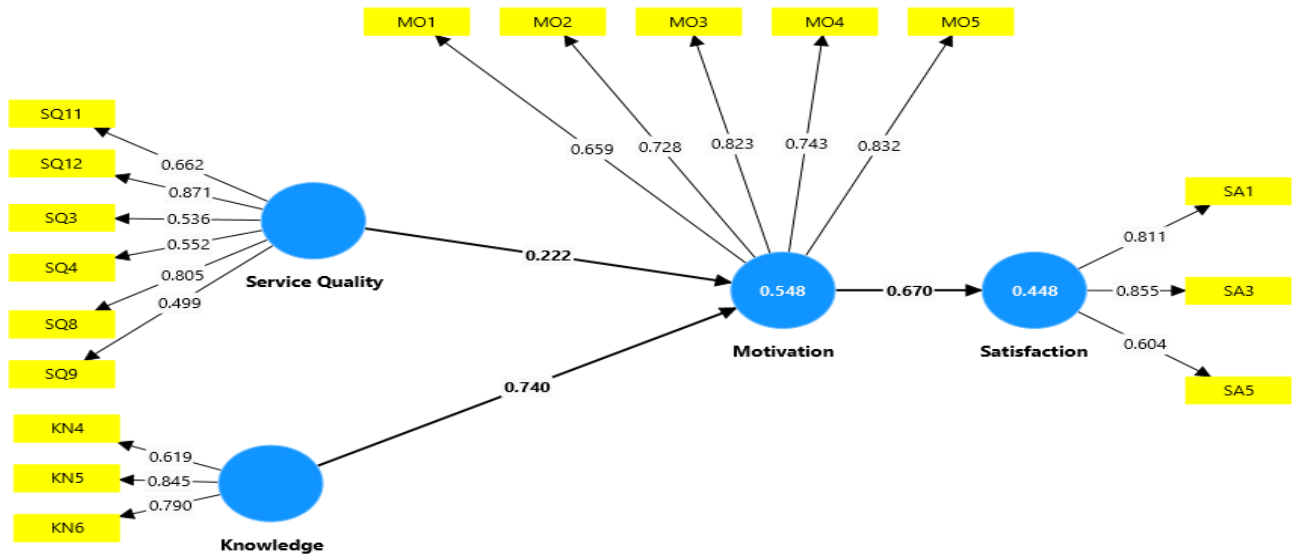 MO1 MO2 MO3 MO4 MO5
SQ11
SQ12
SQ3
SQ4
SQ8
SQ9
0.662
0.871
0.536
0.552
0.805
0.499
Service Quality
0.659 0.728 0.823 0.743 0.832
0.222
0.548
Motivation
0.670
0.448
Satisfaction
0.811
0.855
0.604
SA1
SA3
SA5
0.740
KN4
KN5
KN6
0.619
0.845
0.790
Knowledge